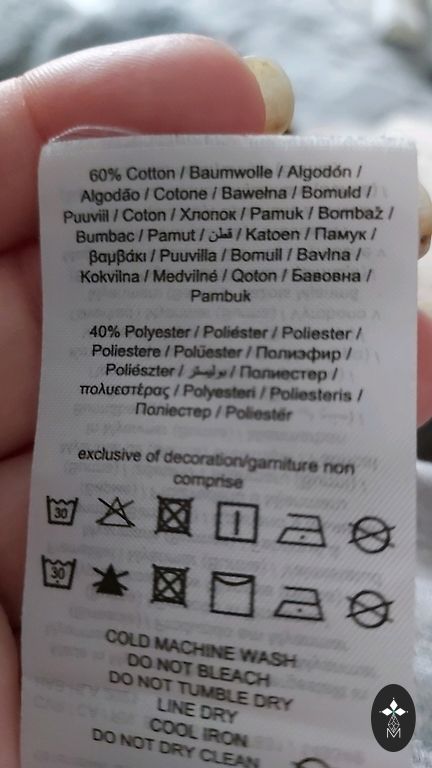 60% Cotton / Baumwolle / Algodón /
Algodão / Cotone / Bawełna / Bomuld /
Puuviil / Coton / Хлопок / Pamuk / Bombaž /
Bumbac / Pamut / قطن / Katoen / Памук /
βαμβάκι / Puuvilla / Bomull / Bavlna /
Kokvilna / Medvilnė / Qoton / Бавовна /
Pambuk
40% Polyester / Poliéster / Poliester /
Poliestere / Polüester / Полиэфир /
Poliészter / بوليستر / Полиестер /
πολυεστέρας / Polyesteri / Poliesteris /
Поліестер / Poliestër
exclusive of decoration/garniture non
comprise
30
30
COLD MACHINE WASH
DO NOT BLEACH
DO NOT TUMBLE DRY
LINE DRY
COOL IRON
DO NOT DRY CLEAN